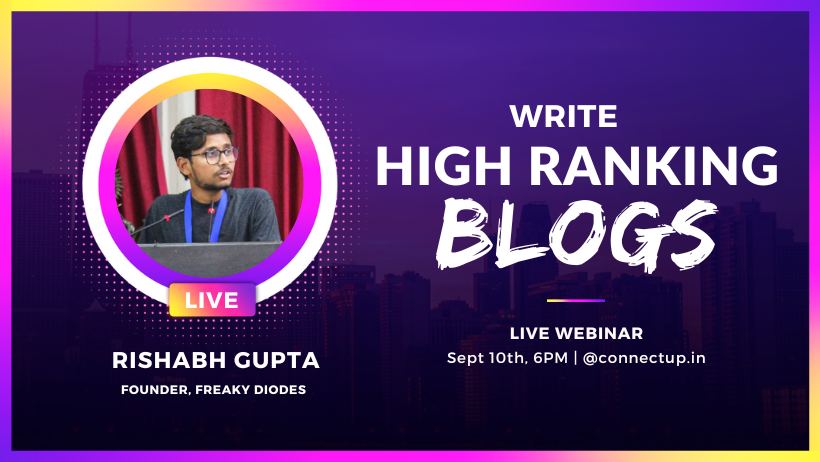 LIVE
RISHABH GUPTA
FOUNDER, FREAKY DIODES
WRITE
HIGH RANKING
BLOGS
LIVE WEBINAR
Sept 10th, 6PM | @connectup.in